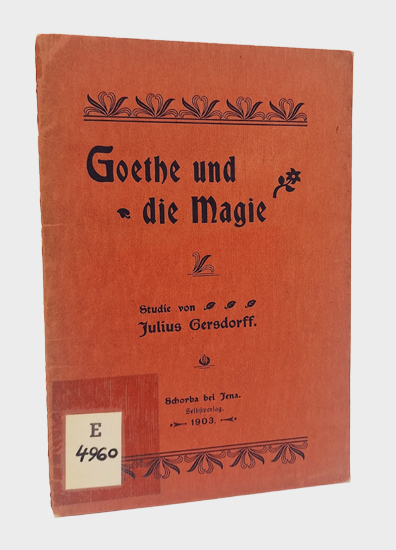 Goethe und
die Magie
Studie von
Julius Gersdorff.
Schorba bei Jena.
Selbstverlag.
1903.
E
4960